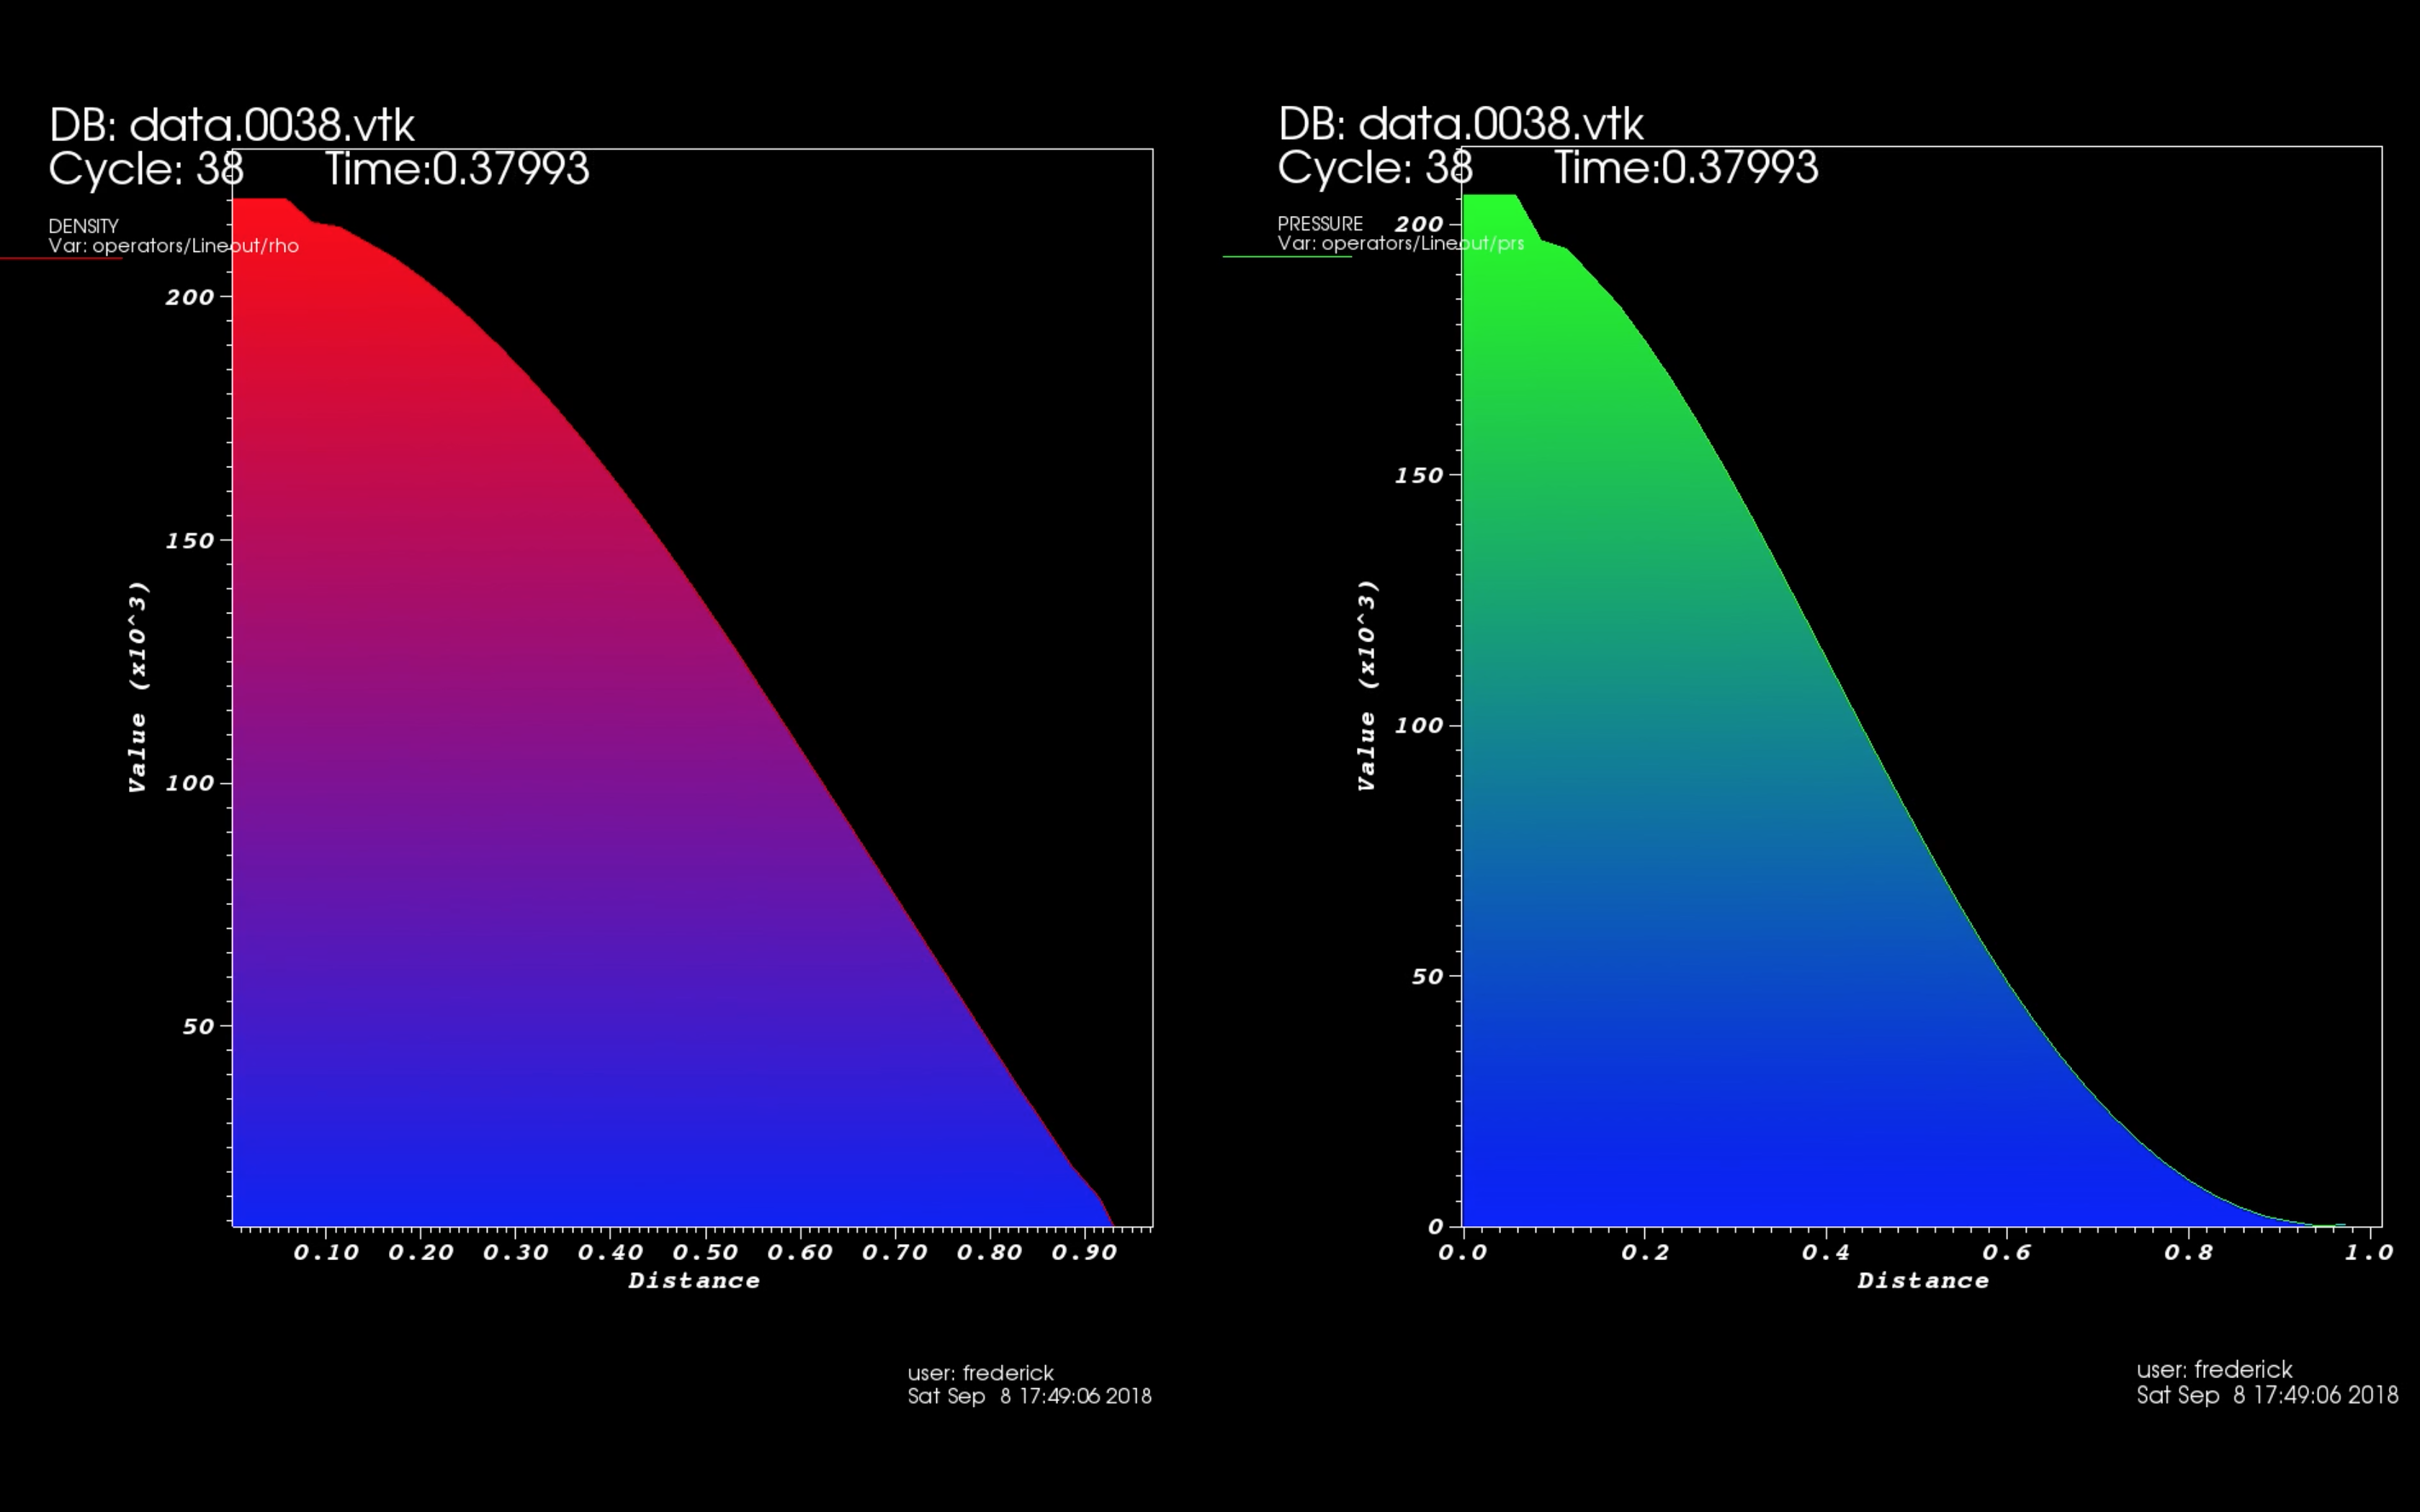 DB: data.0038.vtk
Cycle: 38 Time:0.37993
DENSITY
Var: operators/Lineout/rho
200
150
100
50
Value (x10^3)
0.10 0.20 0.30 0.40 0.50 0.60 0.70 0.80 0.90
Distance
user: frederick
Sat Sep 8 17:49:06 2018
DB: data.0038.vtk
Cycle: 38 Time:0.37993
PRESSURE
Var: operators/Lineout/prs
200
150
100
50
0
Value (x10^3)
0.0 0.2 0.4 0.6 0.8 1.0
Distance
user: frederick
Sat Sep 8 17:49:06 2018